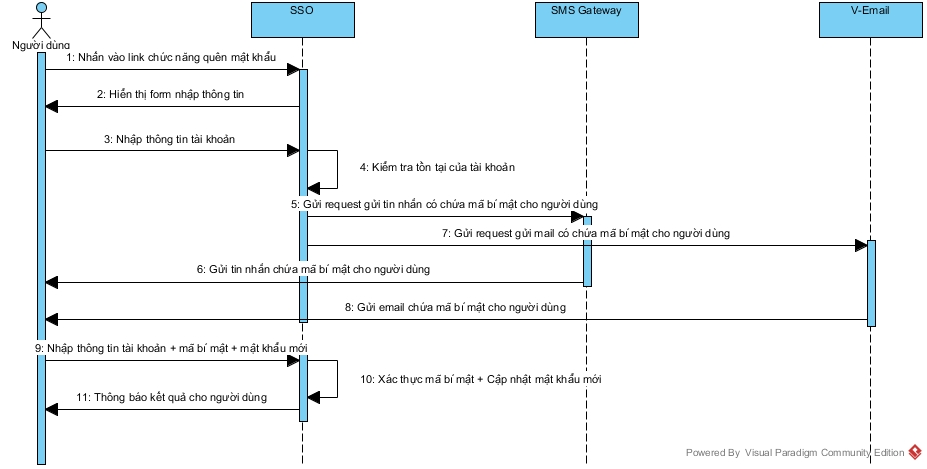 SSO
SMS Gateway
V-Email
Người dùng
1: Nhấn vào link chức năng quên mật khẩu
2: Hiển thị form nhập thông tin
3: Nhập thông tin tài khoản
4: Kiểm tra tồn tại của tài khoản
5: Gửi request gửi tin nhắn có chứa mã bí mật cho người dùng
7: Gửi request gửi mail có chứa mã bí mật cho người dùng
6: Gửi tin nhắn chứa mã bí mật cho người dùng
8: Gửi email chứa mã bí mật cho người dùng
9: Nhập thông tin tài khoản + mã bí mật + mật khẩu mới
10: Xác thực mã bí mật + Cập nhật mật khẩu mới
11: Thông báo kết quả cho người dùng
Powered By Visual Paradigm Community Edition